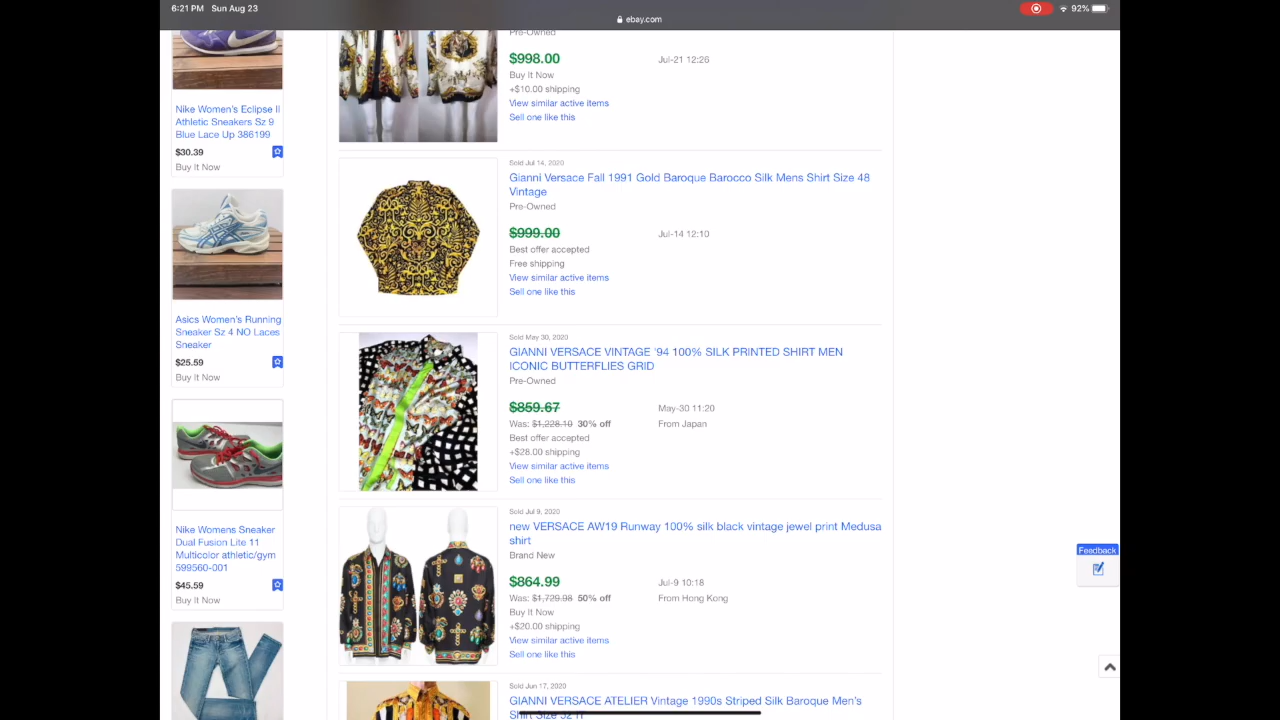 6:21 PM Sun Aug 23
92%
ebay.com
Nike Women's Eclipse II
Athletic Sneakers Sz 9
Blue Lace Up 386199
$30.39
Buy It Now
Asics Women's Running
Sneaker Sz 4 NO Laces
Sneaker
$25.59
Buy It Now
Nike Womens Sneaker
Dual Fusion Lite 11
Multicolor athletic/gym
599560-001
$45.59
Buy It Now
Pre-Owned
$998.00
Jul-21 12:26
Buy It Now
+$10.00 shipping
View similar active items
Sell one like this
Sold Jul 14, 2020
Gianni Versace Fall 1991 Gold Baroque Barocco Silk Mens Shirt Size 48
Vintage
Pre-Owned
$999.00
Jul-14 12:10
Best offer accepted
Free shipping
View similar active items
Sell one like this
Sold May 30, 2020
GIANNI VERSACE VINTAGE '94 100% SILK PRINTED SHIRT MEN
ICONIC BUTTERFLIES GRID
Pre-Owned
$859.67
May-30 11:20
Was: $1,228.10 30% off
From Japan
Best offer accepted
+$28.00 shipping
View similar active items
Sell one like this
Sold Jul 9, 2020
new VERSACE AW19 Runway 100% silk black vintage jewel print Medusa
shirt
Brand New
$864.99
Jul-9 10:18
Was: $1,729.98 50% off
From Hong Kong
Buy It Now
+$20.00 shipping
View similar active items
Sell one like this
Sold Jun 17, 2020
GIANNI VERSACE ATELIER Vintage 1990s Striped Silk Baroque Men's
Shirt Size 52 IT
Feedback